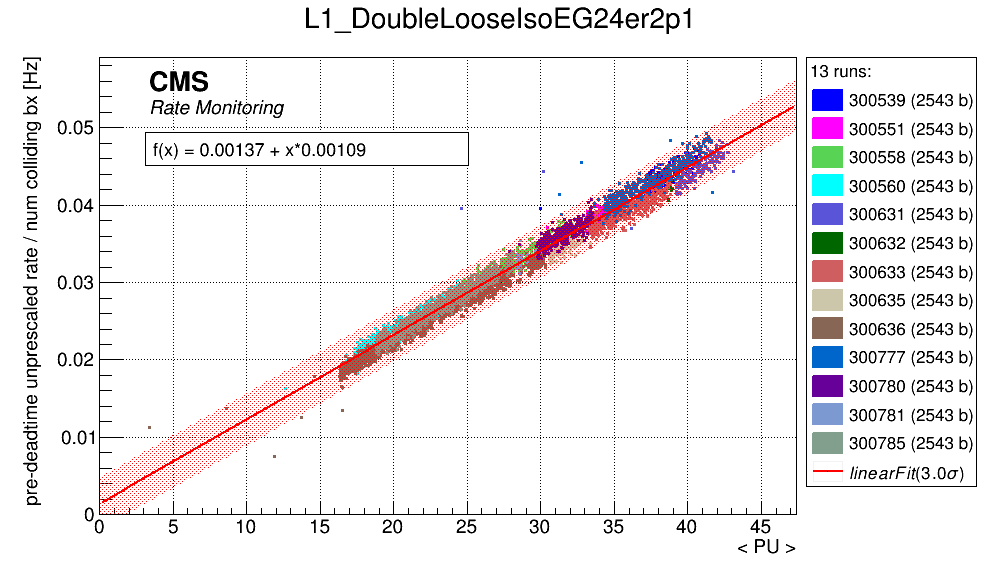 L1_DoubleLooseIsoEG24er2p1
pre-deadtime unprescaled rate / num colliding bx [Hz]
CMS
Rate Monitoring
f(x) = 0.00137 + x*0.00109
0.05
0.04
0.03
0.02
0.01
0
0 5 10 15 20 25 30 35 40 45
< PU >
13 runs:
300539 (2543 b)
300551 (2543 b)
300558 (2543 b)
300560 (2543 b)
300631 (2543 b)
300632 (2543 b)
300633 (2543 b)
300635 (2543 b)
300636 (2543 b)
300777 (2543 b)
300780 (2543 b)
300781 (2543 b)
300785 (2543 b)
linearFit(3.0σ)